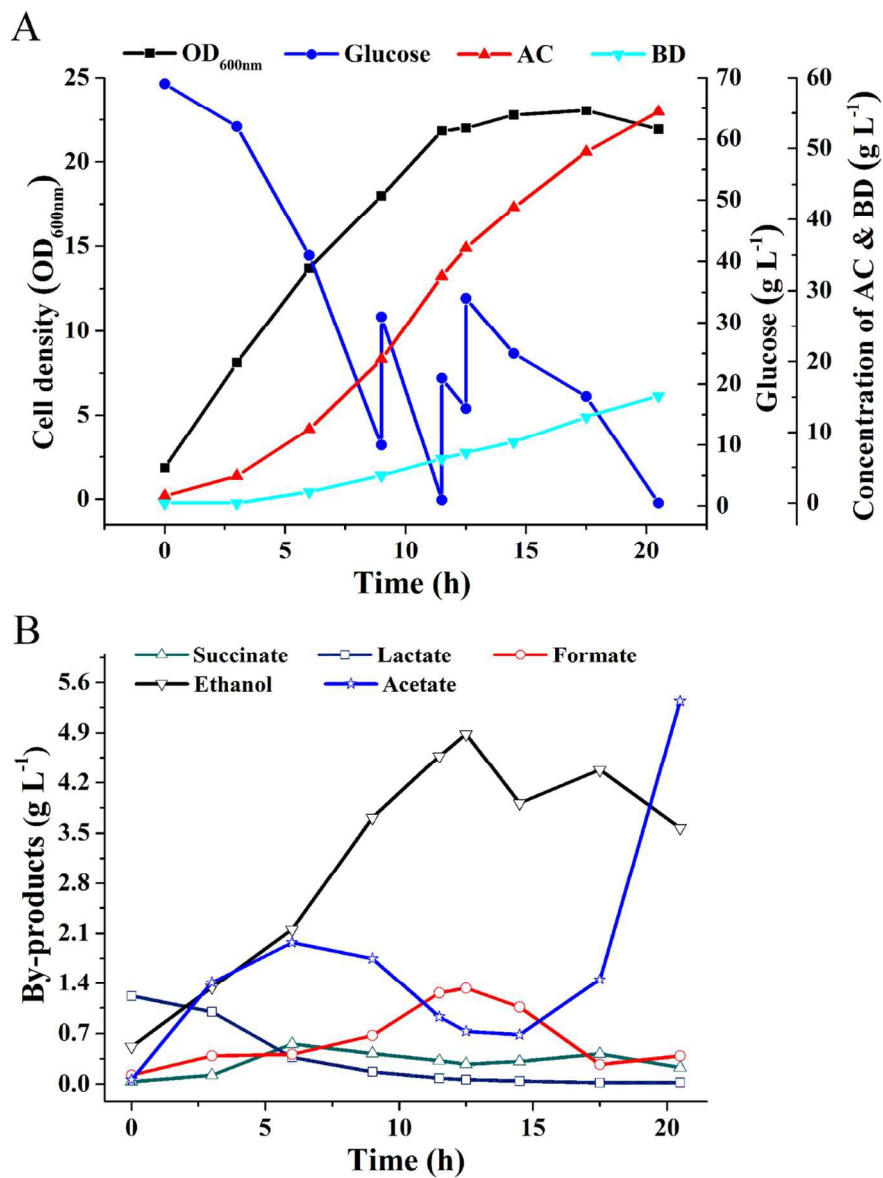 A
OD600nm Glucose AC BD
25 20 15 10 5 0
Cell density (OD600nm)
70 60 50 40 30 20 10 0
Glucose (g L-1)
60 50 40 30 20 10 0
Concentration of AC & BD (g L-1)
0 5 10 15 20
Time (h)
B
Succinate Lactate Formate
Ethanol Acetate
5.6 4.9 4.2 3.5 2.8 2.1 1.4 0.7 0.0
By-products (g L-1)
0 5 10 15 20
Time (h)